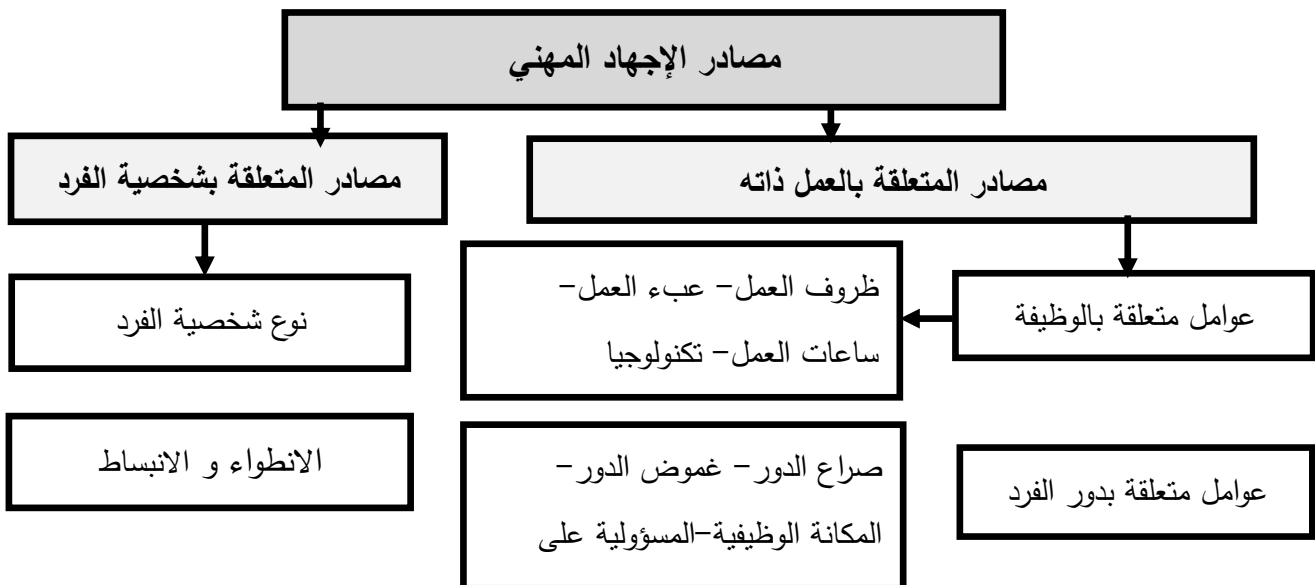 مصادر الإجهاد المهني
مصادر المتعلقة بالعمل ذاته
مصادر المتعلقة بشخصية الفرد
عوامل متعلقة بالوظيفة
ظروف العمل– عبء العمل–
ساعات العمل– تكنولوجيا
نوع شخصية الفرد
عوامل متعلقة بدور الفرد
صراع الدور– غموض الدور–
المكانة الوظيفية–المسؤولية على
الانطواء و الانبساط